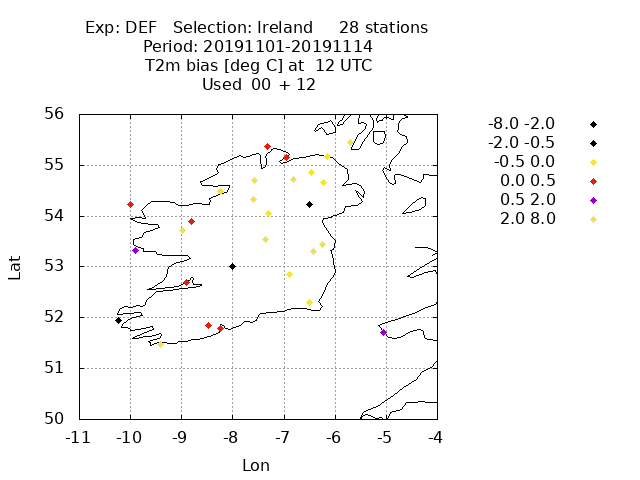 Exp: DEF Selection: Ireland 28 stations
Period: 20191101-20191114
T2m bias [deg C] at 12 UTC
Used 00 + 12
56
55
54
53
52
51
50
Lat
-11 -10 -9 -8 -7 -6 -5 -4
Lon
-8.0 -2.0
-2.0 -0.5
-0.5 0.0
0.0 0.5
0.5 2.0
2.0 8.0